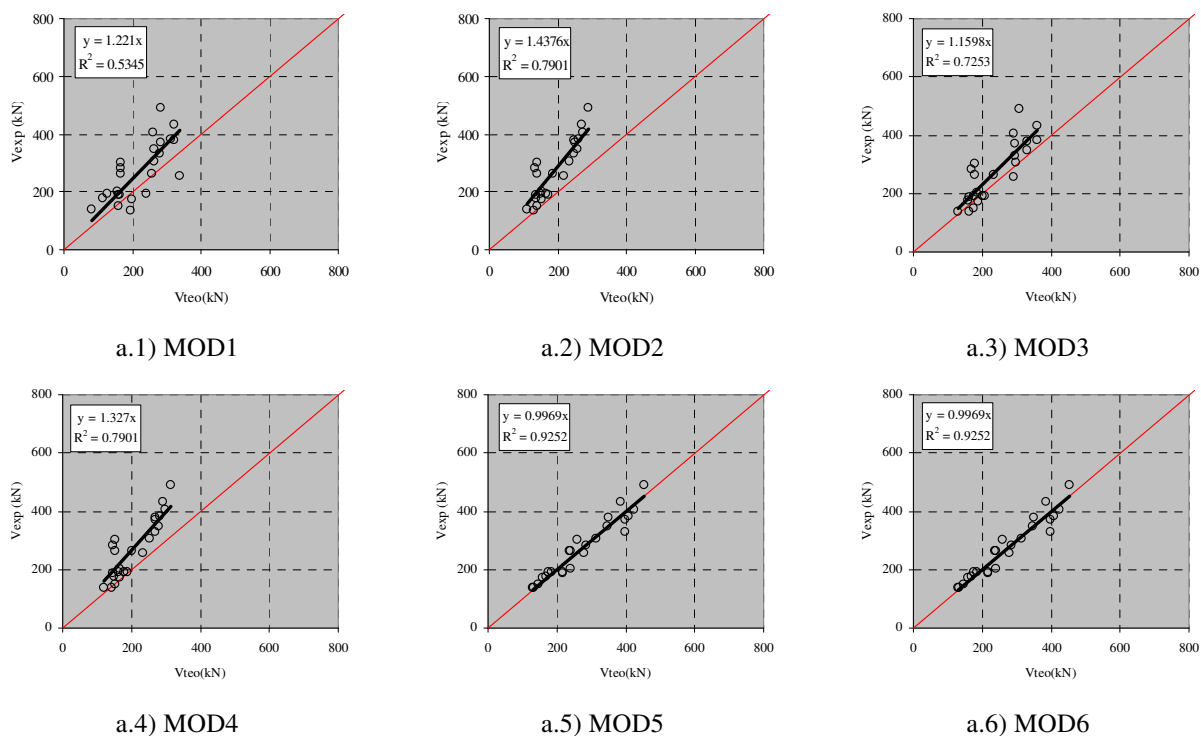 800
y = 1.221x
R² = 0.5345
600
Vexp (kN)
400
200
0
0 200 400 600 800
Vteo(kN)
a.1) MOD1
800
y = 1.4376x
R² = 0.7901
600
Vexp (kN)
400
200
0
0 200 400 600 800
Vteo(kN)
a.2) MOD2
800
y = 1.1598x
R² = 0.7253
600
Vexp (kN)
400
200
0
0 200 400 600 800
Vteo(kN)
a.3) MOD3
800
y = 1.327x
R² = 0.7901
600
Vexp (kN)
400
200
0
0 200 400 600 800
Vteo(kN)
a.4) MOD4
800
y = 0.9969x
R² = 0.9252
600
Vexp (kN)
400
200
0
0 200 400 600 800
Vteo(kN)
a.5) MOD5
800
y = 0.9969x
R² = 0.9252
600
Vexp (kN)
400
200
0
0 200 400 600 800
Vteo(kN)
a.6) MOD6